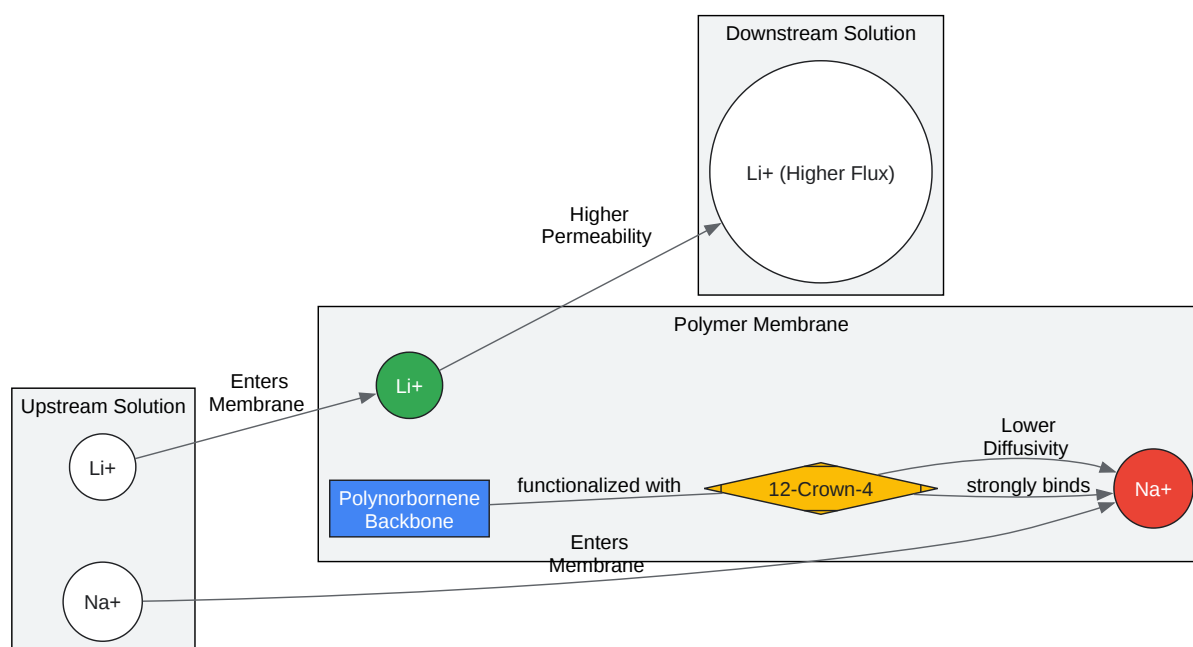 Downstream Solution
Li+ (Higher Flux)
Higher
Permeability
Polymer Membrane
Li+
Enters
Membrane
Upstream Solution
Li+
Lower
Diffusivity
Polynorbornene
Backbone
functionalized with
12-Crown-4
strongly binds
Na+
Enters
Membrane
Na+